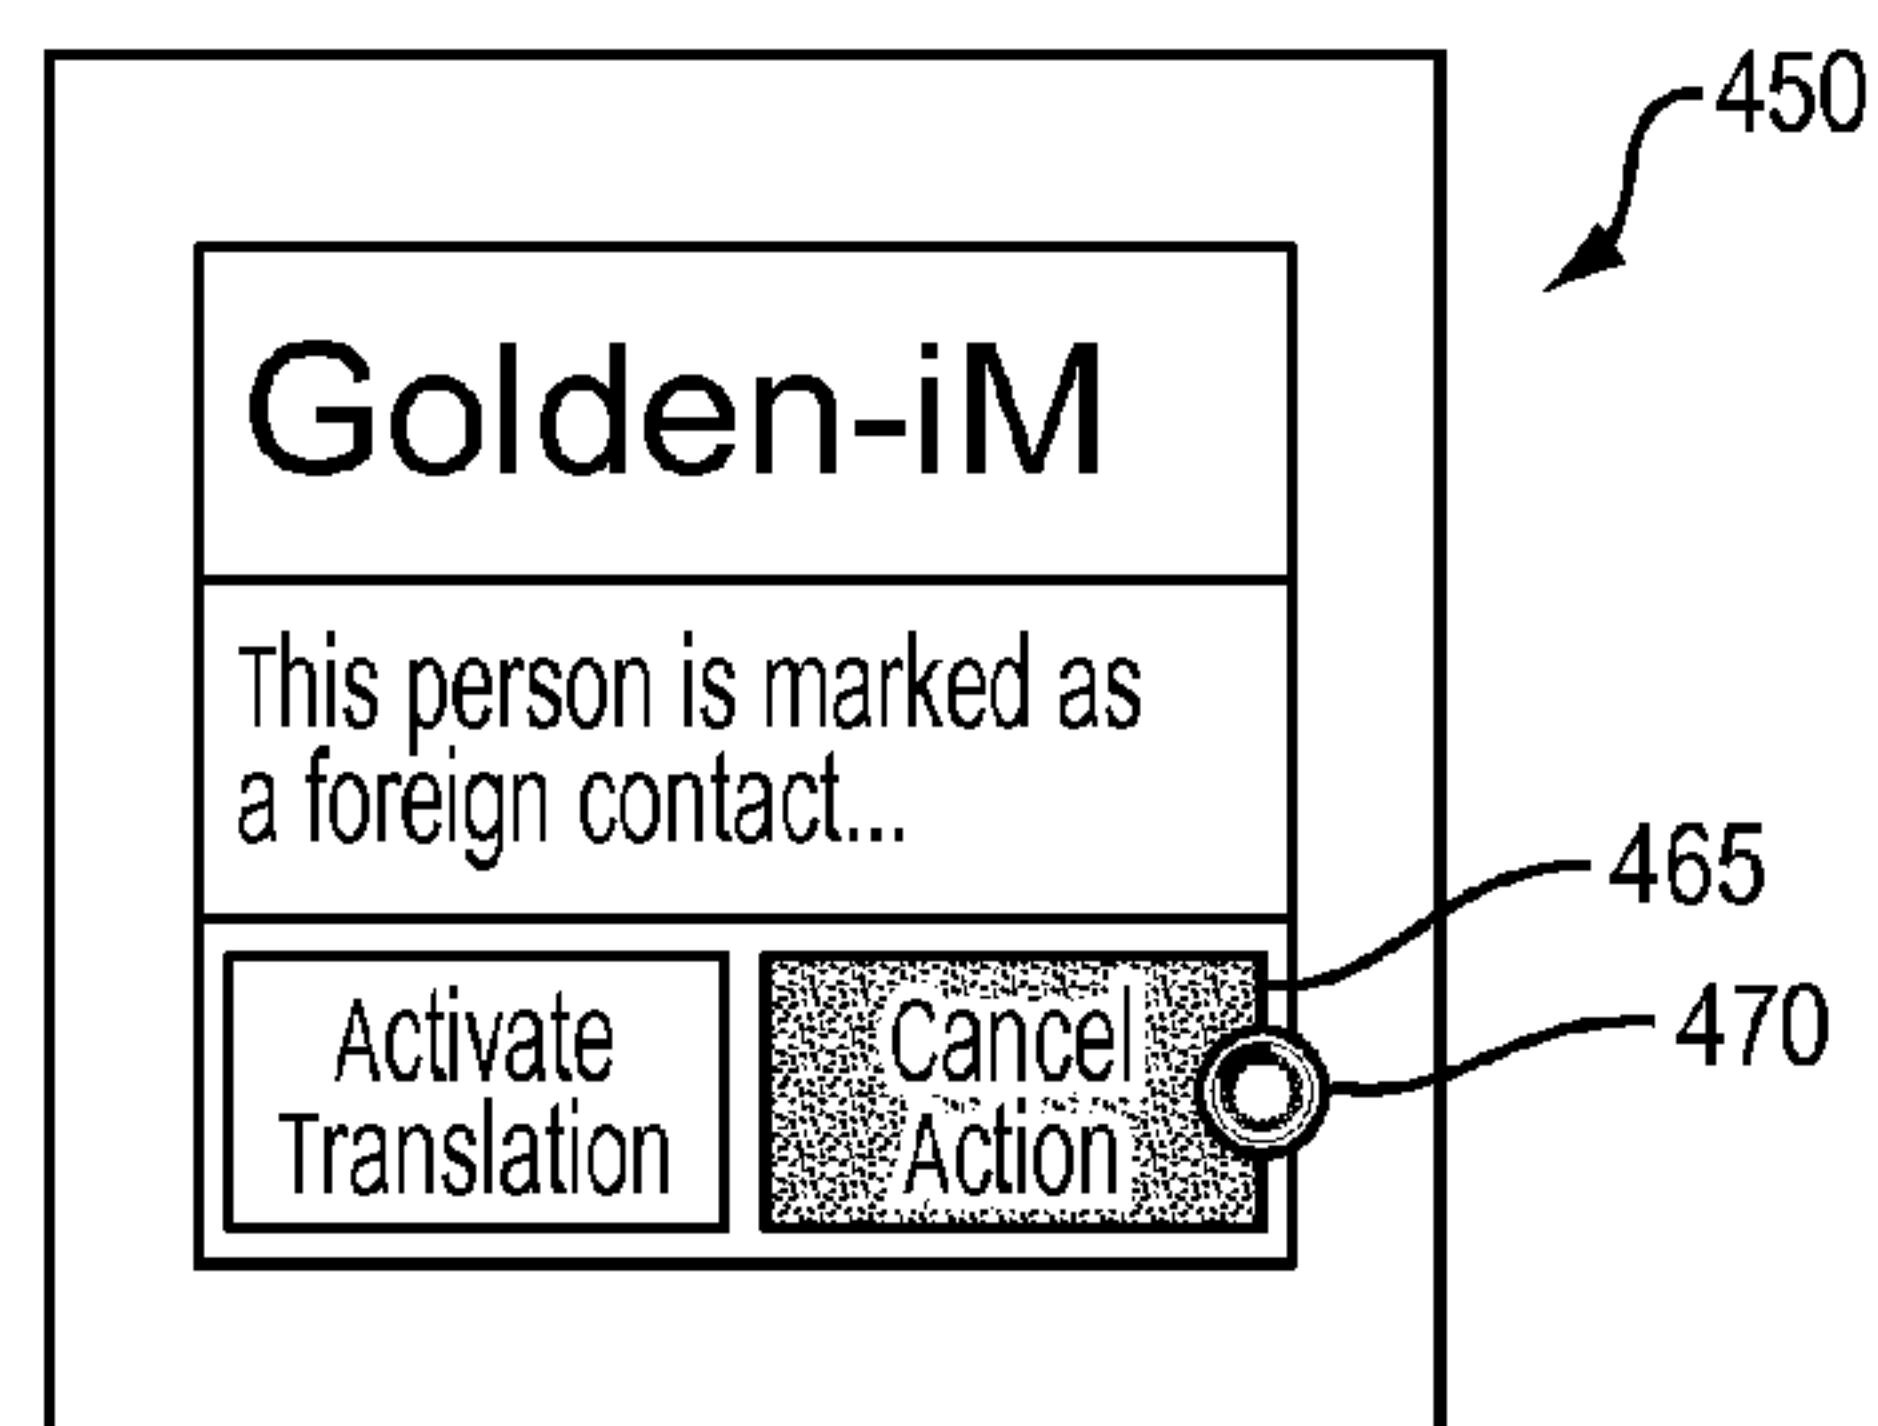 450
Golden-iM
This person is marked as
a foreign contact...
465
470
Activate
Translation
Cancel
Action